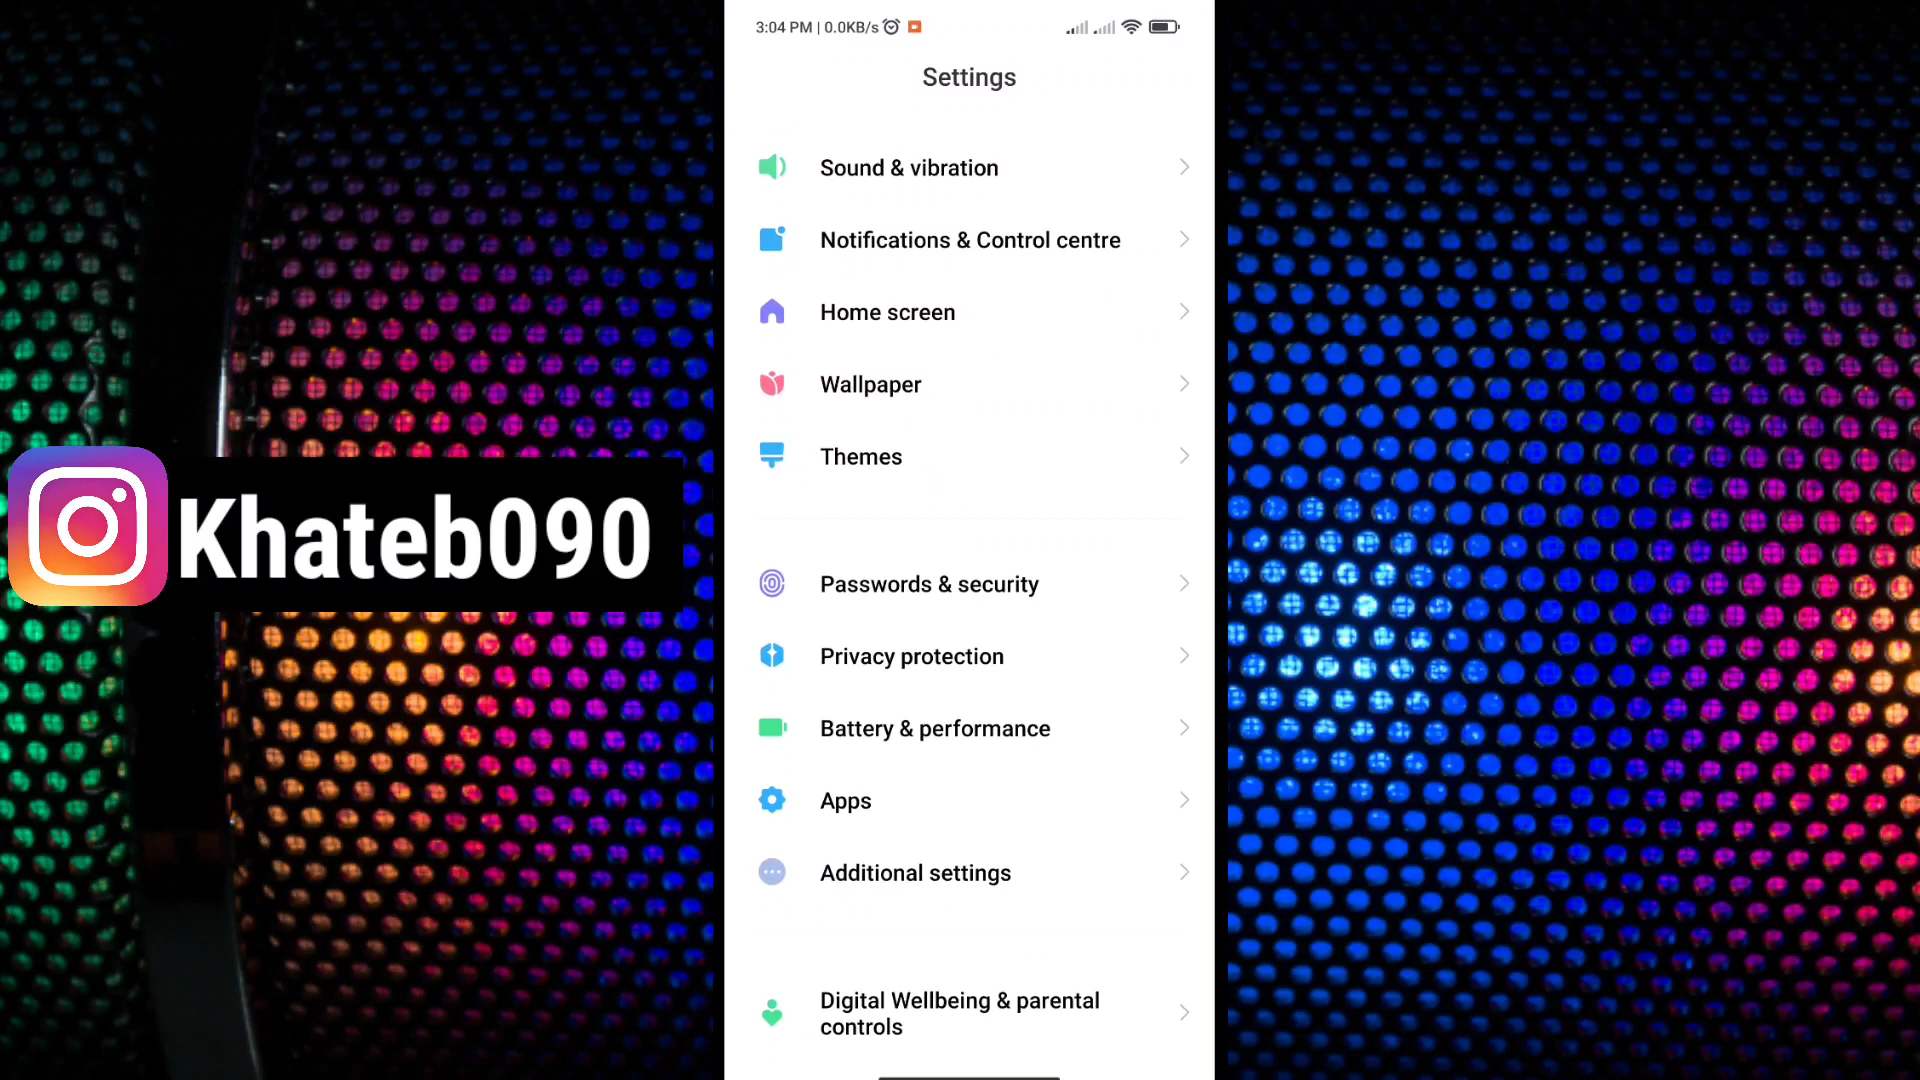 3:04 PM | 0.0KB/s
Settings
Sound & vibration
Notifications & Control centre
Home screen
Wallpaper
Themes
Khateb090
Passwords & security
Privacy protection
Battery & performance
Apps
Additional settings
Digital Wellbeing & parental
controls